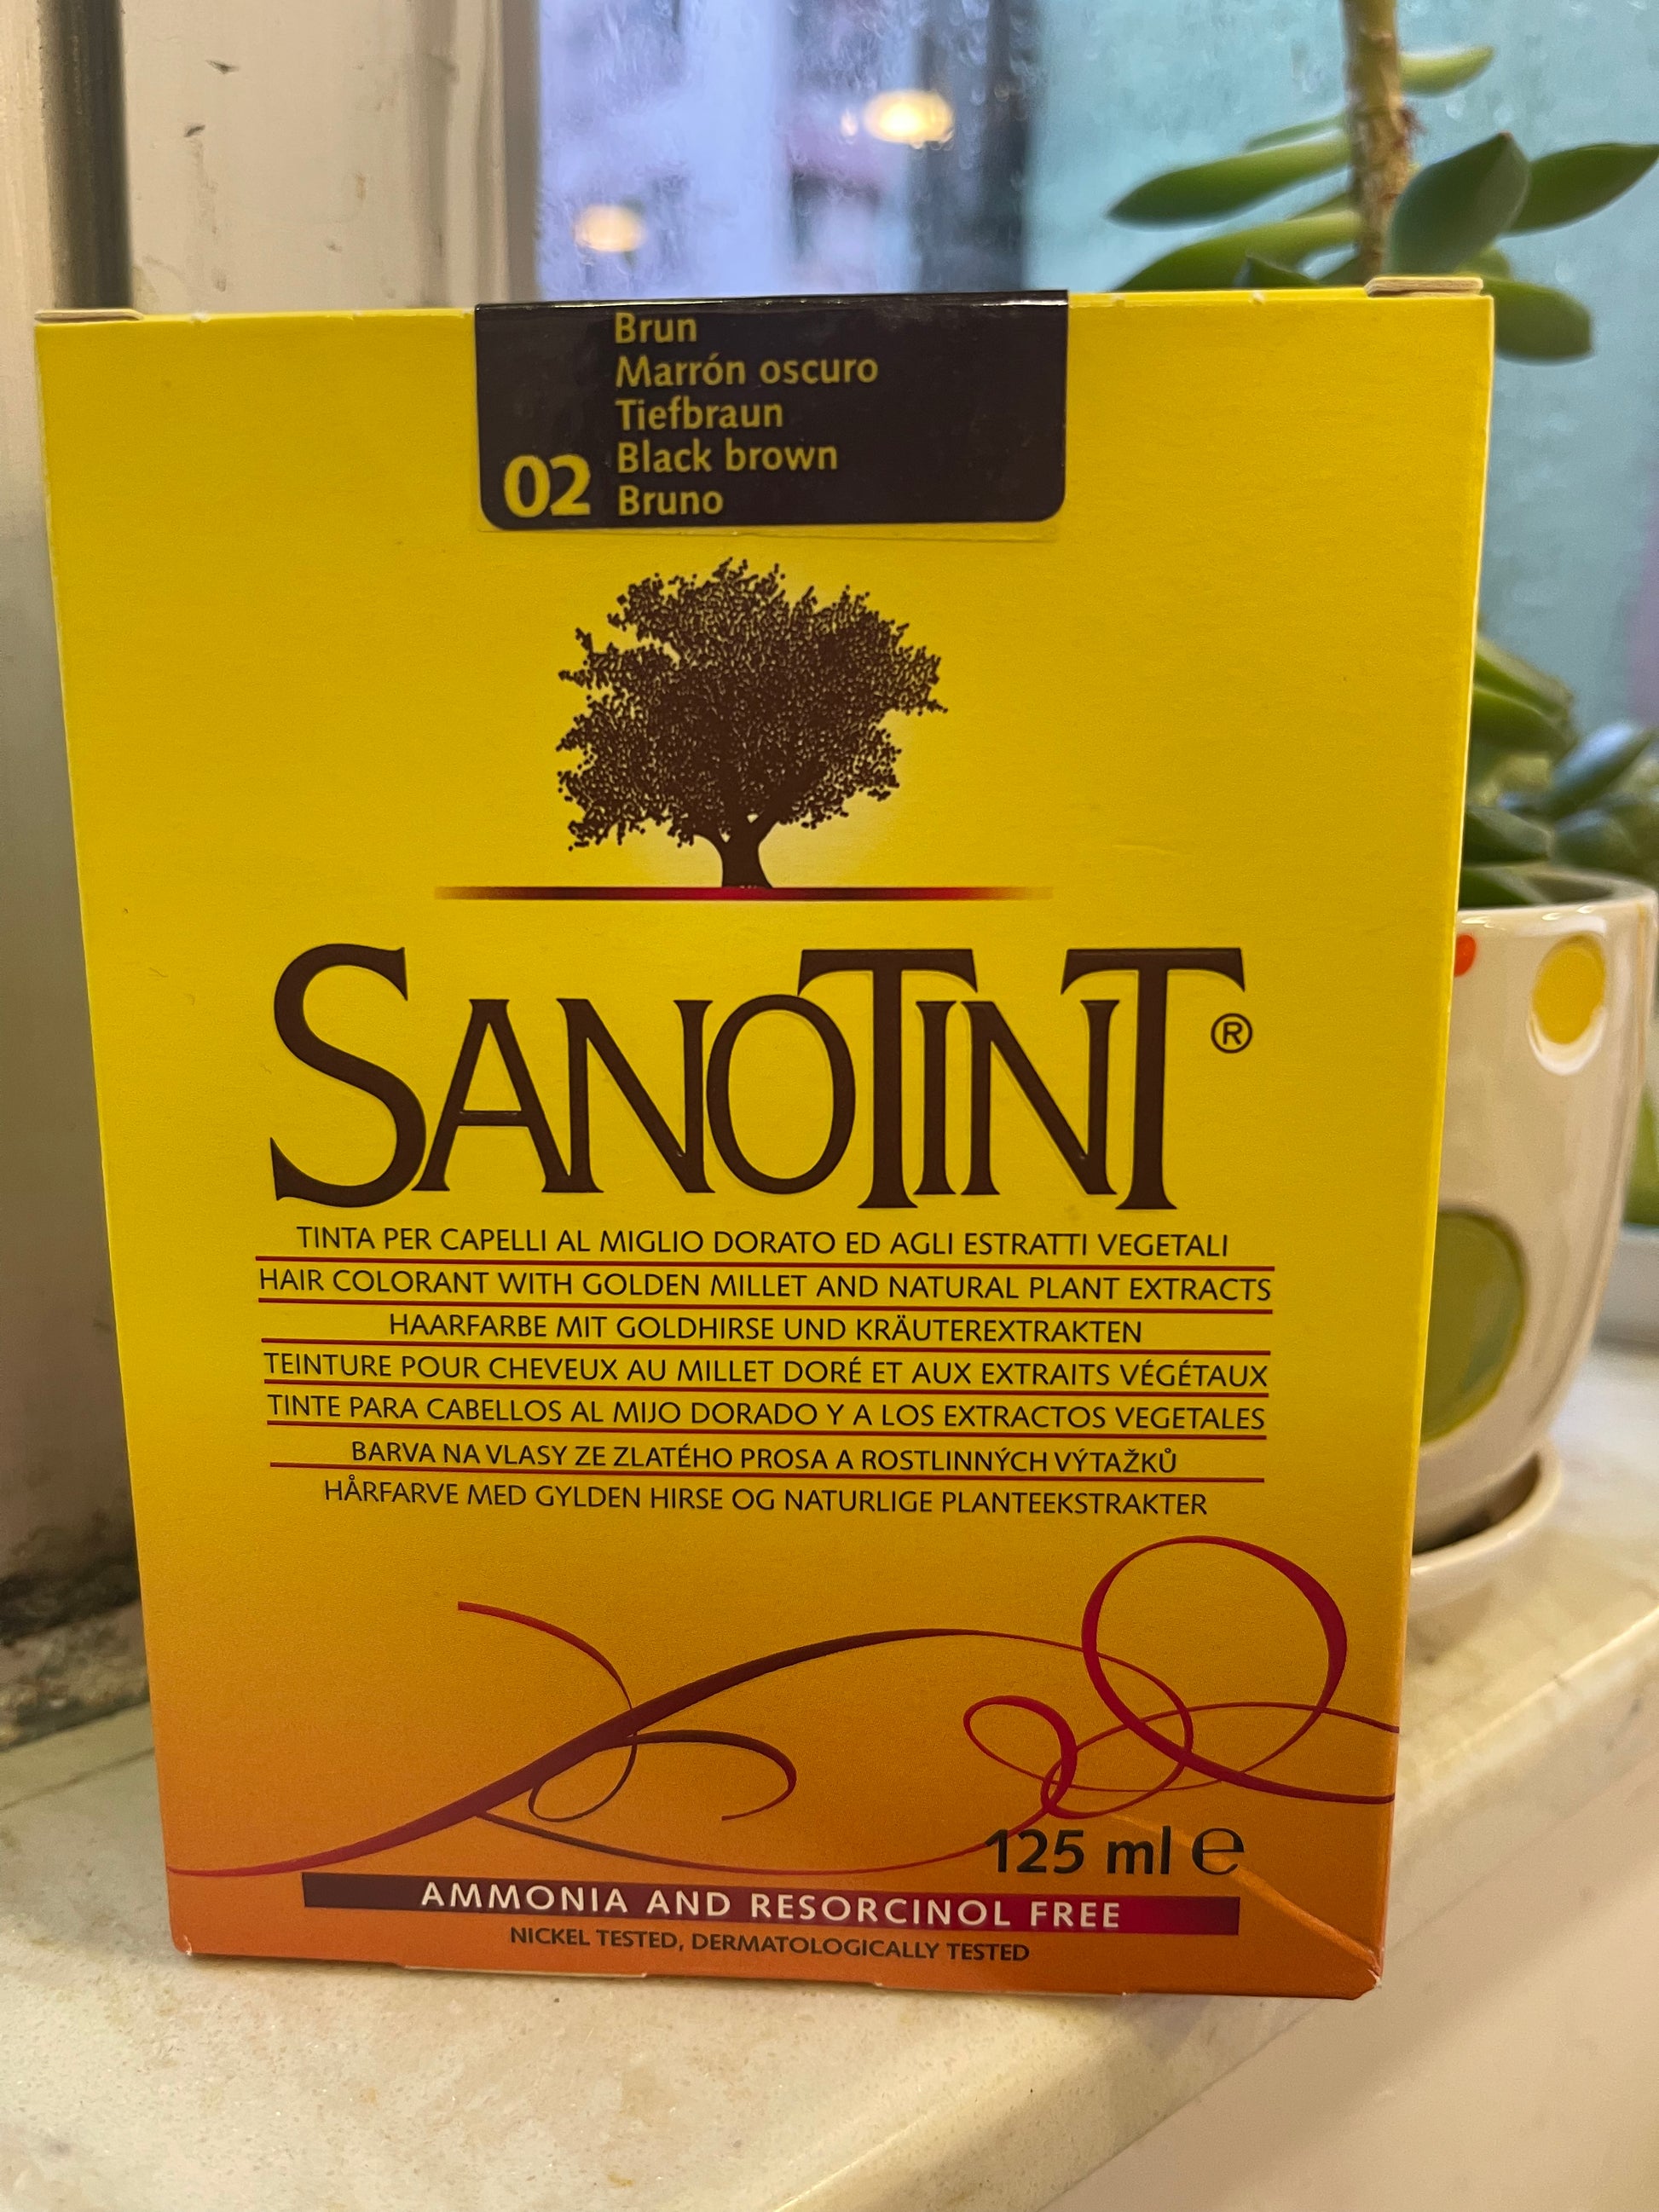 Brun
Marrón oscuro
Tiefbraun
Black brown
02 Bruno
SANOTINT®
TINTA PER CAPELLI AL MIGLIO DORATO ED AGLI ESTRATTI VEGETALI
HAIR COLORANT WITH GOLDEN MILLET AND NATURAL PLANT EXTRACTS
HAARFARBE MIT GOLDHIRSE UND KRÄUTEREXTRAKTEN
TEINTURE POUR CHEVEUX AU MILLET DORÉ ET AUX EXTRAITS VÉGÉTAUX
TINTE PARA CABELLOS AL MIJO DORADO Y A LOS EXTRACTOS VEGETALES
BARVA NA VLASY ZE ZLATÉHO PROSA A ROSTLINNÝCH VÝTAŽKŮ
HÅRFARVE MED GYLDEN HIRSE OG NATURLIGE PLANTEEKSTRAKTER
125 ml ℮
AMMONIA AND RESORCINOL FREE
NICKEL TESTED, DERMATOLOGICALLY TESTED